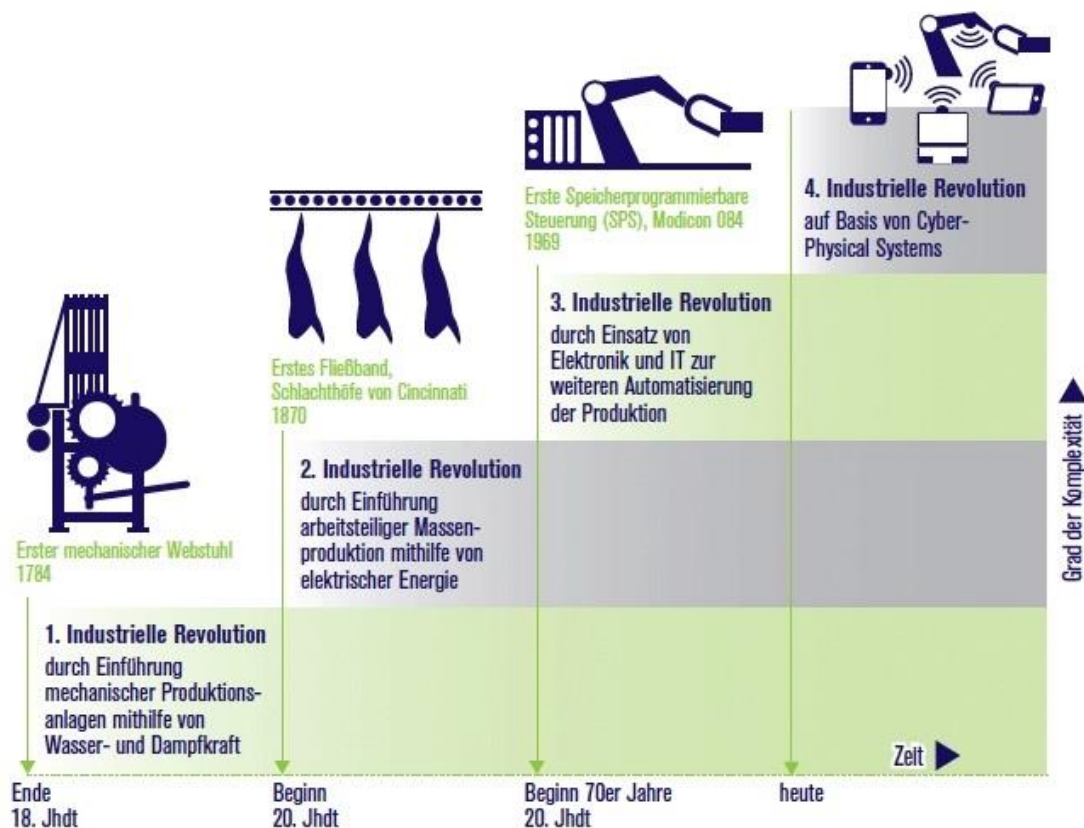 Erster mechanischer Webstuhl
1784
1. Industrielle Revolution
durch Einführung
mechanischer Produktions-
anlagen mithilfe von
Wasser- und Dampfkraft
Ende
18. Jhdt
Erstes Fließband,
Schlachthöfe von Cincinnati
1870
2. Industrielle Revolution
durch Einführung
arbeitsteiliger Massen-
produktion mithilfe von
elektrischer Energie
Beginn
20. Jhdt
Erste Speicherprogrammierbare
Steuerung (SPS), Modicon 084
1969
3. Industrielle Revolution
durch Einsatz von
Elektronik und IT zur
weiteren Automatisierung
der Produktion
Beginn 70er Jahre
20. Jhdt
4. Industrielle Revolution
auf Basis von Cyber-
Physical Systems
heute
Zeit
Grad der Komplexität